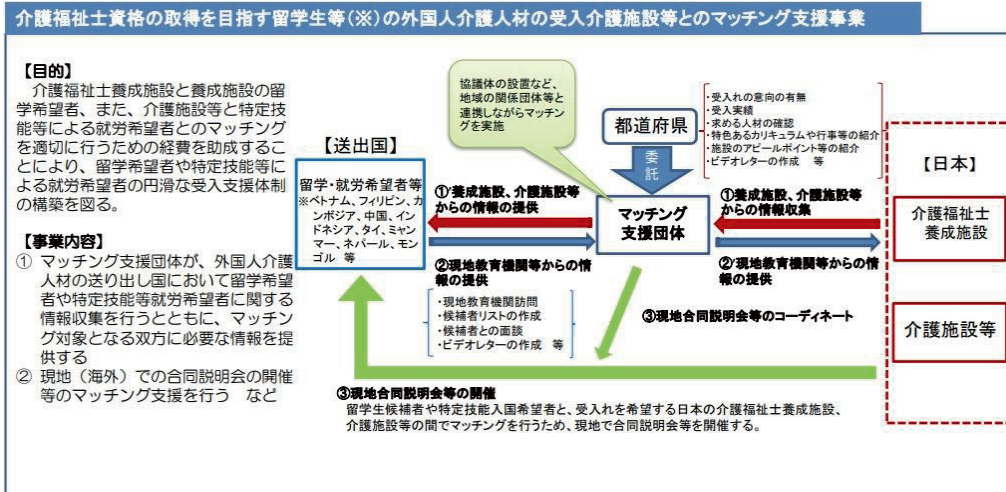 介護福祉士資格の取得を目指す留学生等(※)の外国人介護人材の受入介護施設等とのマッチング支援事業
【目的】
介護福祉士養成施設と養成施設の留
学希望者、また、介護施設等と特定技
能等による就労希望者とのマッチング
を適切に行うための経費を助成するこ
とにより、留学希望者や特定技能等に
よる就労希望者の円滑な受入支援体制
の構築を図る。
【事業内容】
① マッチング支援団体が、外国人介護
人材の送り出し国において留学希望
者や特定技能等就労希望者に関する
情報収集を行うとともに、マッチン
グ対象となる双方に必要な情報を提
供する
② 現地（海外）での合同説明会の開催
等のマッチング支援を行う など
【送出国】
留学・就労希望者等
※ベトナム、フィリピン、カ
ンボジア、中国、イン
ドネシア、タイ、ミャン
マー、ネパール、モン
ゴル 等
協議体の設置など、
地域の関係団体等と
連携しながらマッチン
グを実施
都道府県
委
託
・受入れの意向の有無
・受入実績
・求める人材の確認
・特色あるカリキュラムや行事等の紹介
・施設のアピールポイント等の紹介
・ビデオレターの作成 等
①’養成施設、介護施設等
からの情報の提供
マッチング
支援団体
①養成施設、介護施設等
からの情報収集
②現地教育機関等からの情
報の提供
②’現地教育機関等からの情
報の提供
・現地教育機関訪問
・候補者リストの作成
・候補者との面談
・ビデオレターの作成 等
③現地合同説明会等のコーディネート
【日本】
介護福祉士
養成施設
介護施設等
③現地合同説明会等の開催
留学生候補者や特定技能入国希望者と、受入れを希望する日本の介護福祉士養成施設、
介護施設等の間でマッチングを行うため、現地で合同説明会等を開催する。